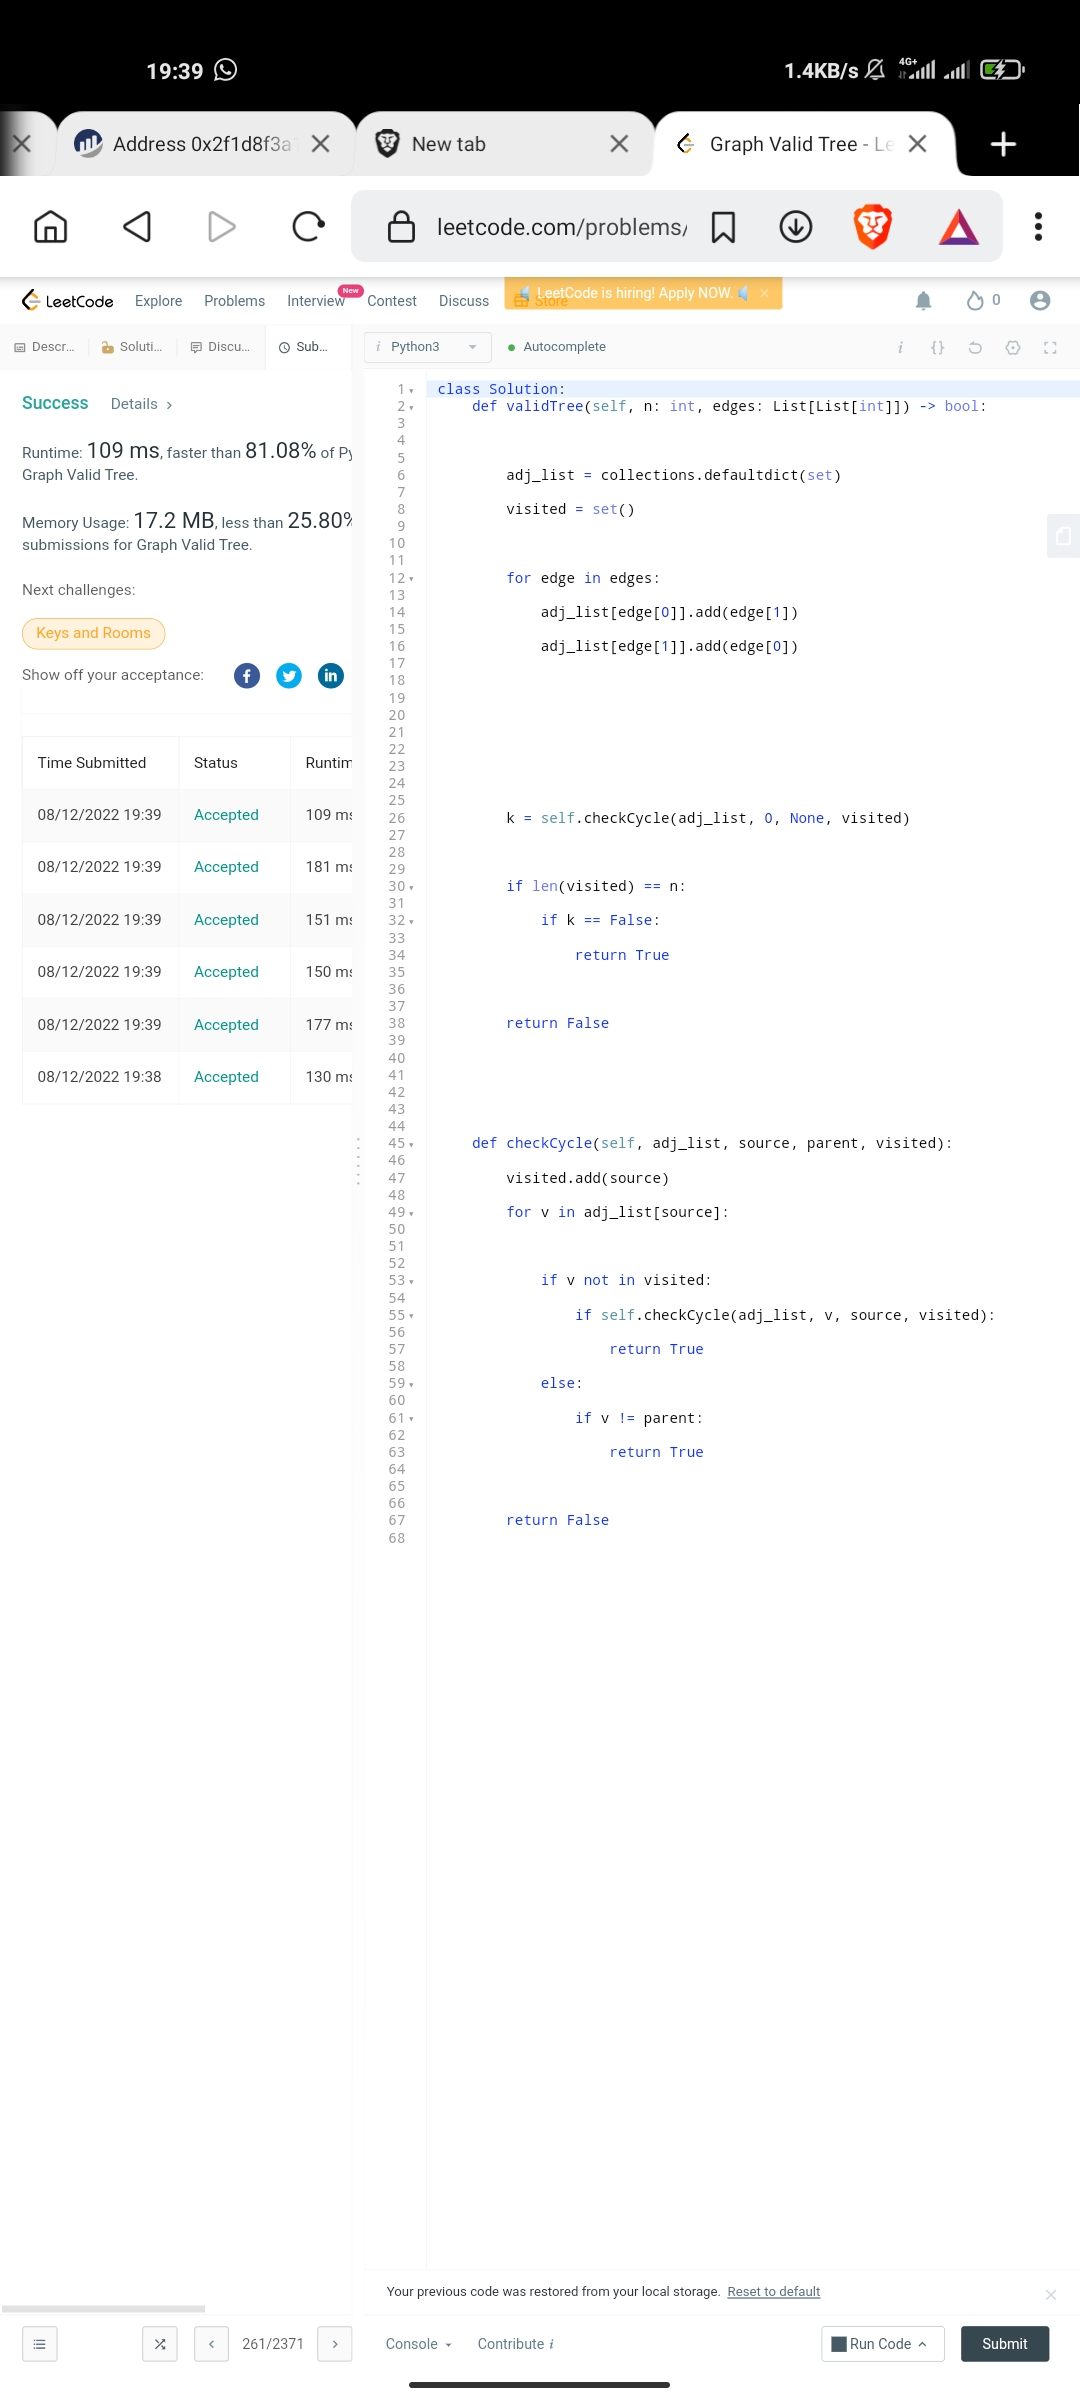 19:39
1.4KB/s 4G+
Address 0x2f1d8f3a
New tab
Graph Valid Tree - Le
leetcode.com/problems/
LeetCode Explore Problems Interview New Contest Discuss Store
LeetCode is hiring! Apply NOW. ×
0
Descr... Soluti... Discu... Sub...
i Python3 Autocomplete
i {}
Success Details >
Runtime: 109 ms, faster than 81.08% of Py
Graph Valid Tree.
Memory Usage: 17.2 MB, less than 25.80%
submissions for Graph Valid Tree.
Next challenges:
Keys and Rooms
Show off your acceptance:
Time Submitted Status Runtim
08/12/2022 19:39 Accepted 109 ms
08/12/2022 19:39 Accepted 181 ms
08/12/2022 19:39 Accepted 151 ms
08/12/2022 19:39 Accepted 150 ms
08/12/2022 19:39 Accepted 177 ms
08/12/2022 19:38 Accepted 130 ms
1 class Solution:
2     def validTree(self, n: int, edges: List[List[int]]) -> bool:
3
4
5
6         adj_list = collections.defaultdict(set)
7
8         visited = set()
9
10
11
12         for edge in edges:
13
14             adj_list[edge[0]].add(edge[1])
15
16             adj_list[edge[1]].add(edge[0])
17
18
19
20
21
22
23
24
25
26         k = self.checkCycle(adj_list, 0, None, visited)
27
28
29
30         if len(visited) == n:
31
32             if k == False:
33
34                 return True
35
36
37
38         return False
39
40
41
42
43
44
45     def checkCycle(self, adj_list, source, parent, visited):
46
47         visited.add(source)
48
49         for v in adj_list[source]:
50
51
52
53             if v not in visited:
54
55                 if self.checkCycle(adj_list, v, source, visited):
56
57                     return True
58
59             else:
60
61                 if v != parent:
62
63                     return True
64
65
66
67         return False
68
Your previous code was restored from your local storage. Reset to default
261/2371
Console Contribute i
Run Code Submit